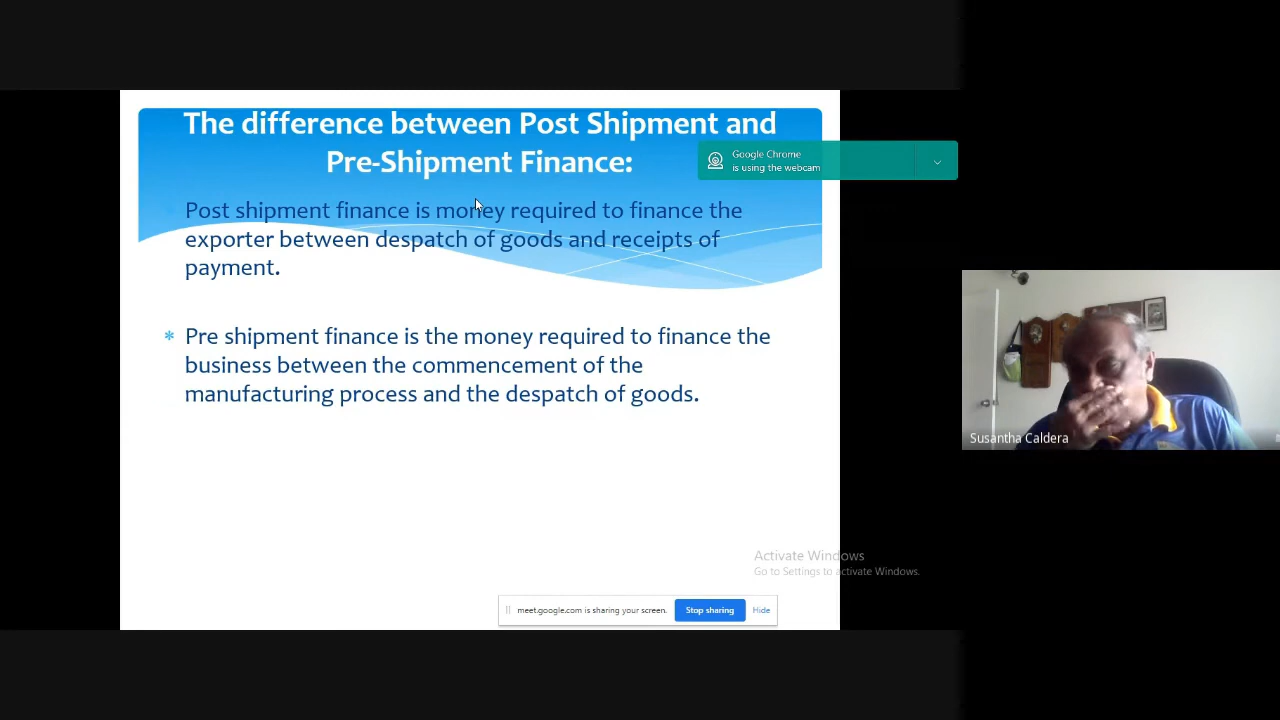 The difference between Post Shipment and
Pre-Shipment Finance:
Google Chrome
is using the webcam
Post shipment finance is money required to finance the
exporter between despatch of goods and receipts of
payment.
* Pre shipment finance is the money required to finance the
business between the commencement of the
manufacturing process and the despatch of goods.
Susantha Caldera
Activate Windows
Go to Settings to activate Windows.
meet.google.com is sharing your screen. Stop sharing Hide